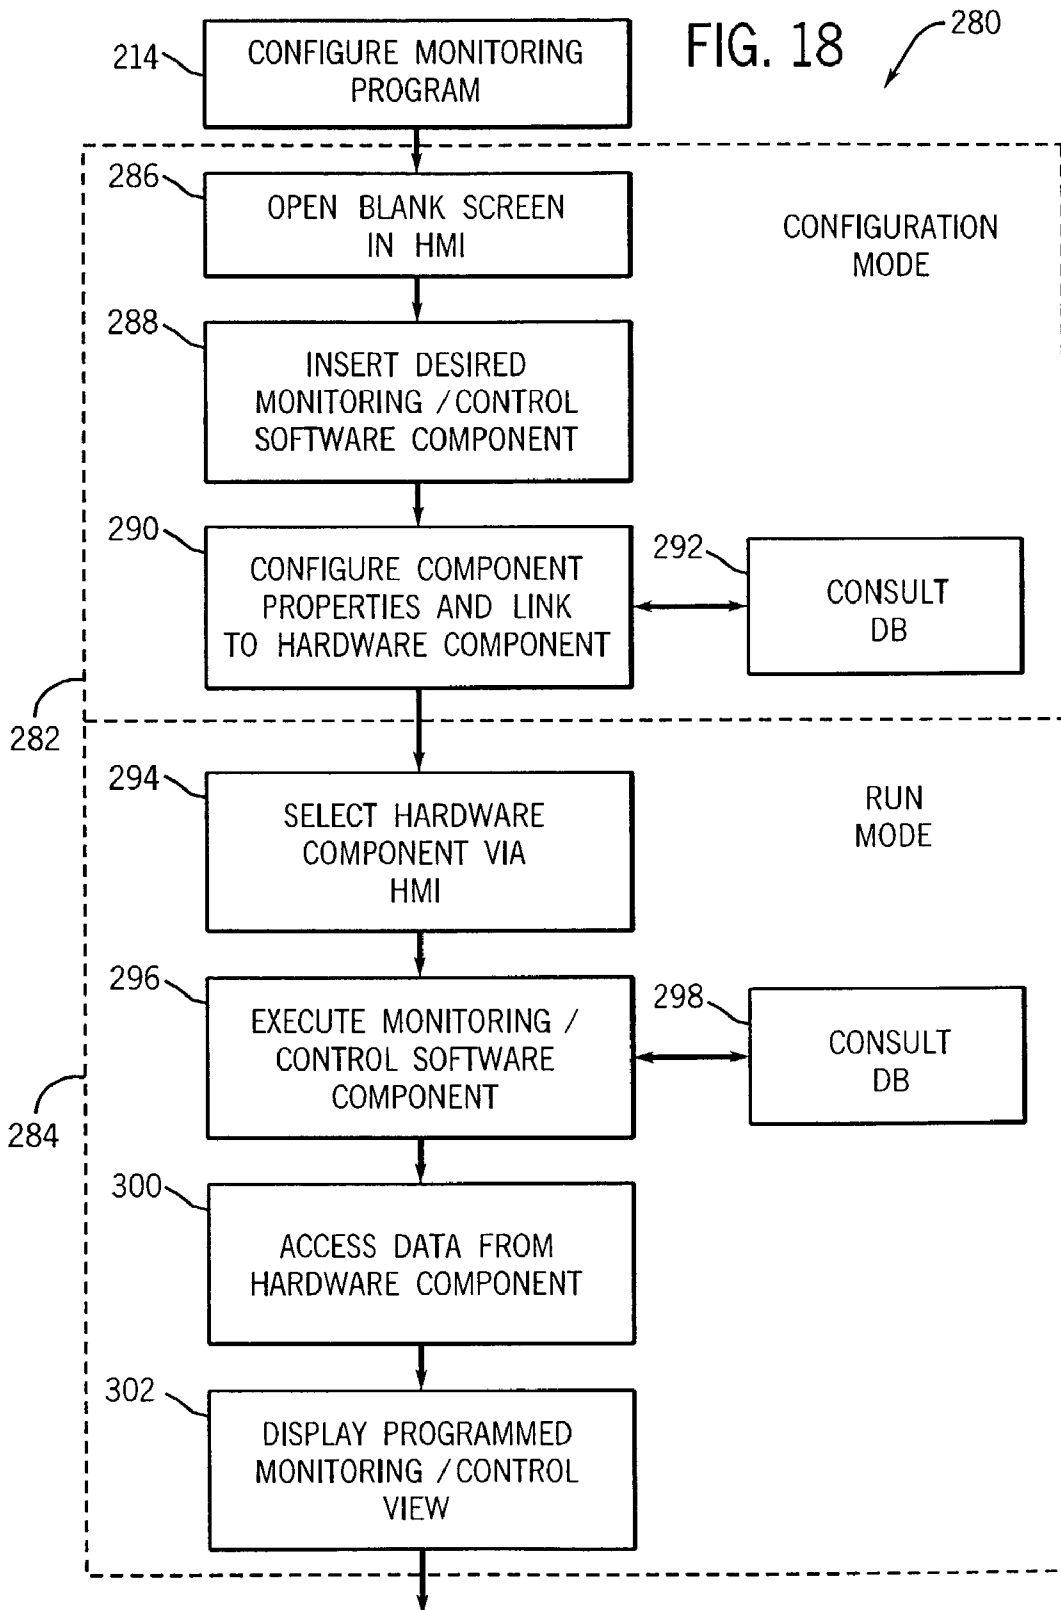 FIG. 18
280
214
CONFIGURE MONITORING
PROGRAM
286
OPEN BLANK SCREEN
IN HMI
CONFIGURATION
MODE
288
INSERT DESIRED
MONITORING / CONTROL
SOFTWARE COMPONENT
290
CONFIGURE COMPONENT
PROPERTIES AND LINK
TO HARDWARE COMPONENT
292
CONSULT
DB
282
294
SELECT HARDWARE
COMPONENT VIA
HMI
RUN
MODE
296
EXECUTE MONITORING /
CONTROL SOFTWARE
COMPONENT
298
CONSULT
DB
284
300
ACCESS DATA FROM
HARDWARE COMPONENT
302
DISPLAY PROGRAMMED
MONITORING / CONTROL
VIEW